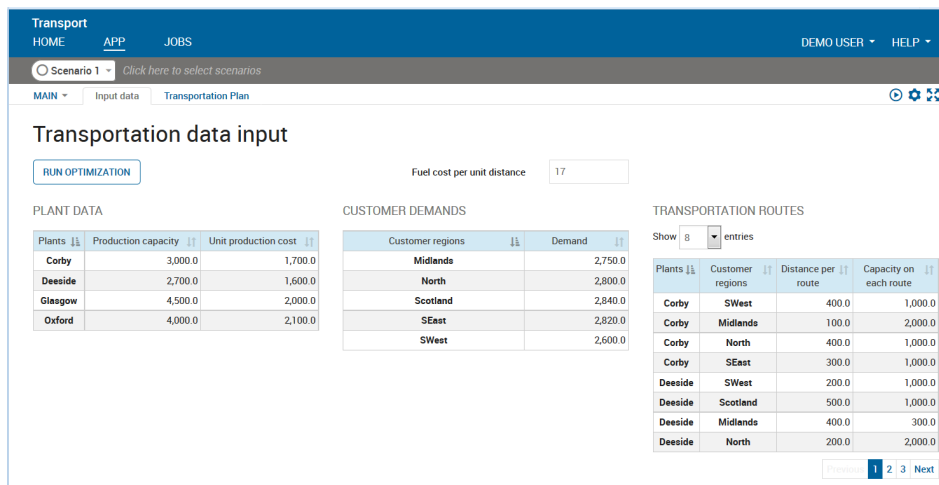 Transport
HOME APP JOBS DEMO USER HELP
Scenario 1 Click here to select scenarios
MAIN Input data Transportation Plan
Transportation data input
RUN OPTIMIZATION Fuel cost per unit distance 17
PLANT DATA
Plants Production capacity Unit production cost
Corby 3,000.0 1,700.0
Deeside 2,700.0 1,600.0
Glasgow 4,500.0 2,000.0
Oxford 4,000.0 2,100.0
CUSTOMER DEMANDS
Customer regions Demand
Midlands 2,750.0
North 2,800.0
Scotland 2,840.0
SEast 2,820.0
SWest 2,600.0
TRANSPORTATION ROUTES
Show 8 entries
Plants Customer regions Distance per route Capacity on each route
Corby SWest 400.0 1,000.0
Corby Midlands 100.0 2,000.0
Corby North 400.0 1,000.0
Corby SEast 300.0 1,000.0
Deeside SWest 200.0 1,000.0
Deeside Scotland 500.0 1,000.0
Deeside Midlands 400.0 300.0
Deeside North 200.0 2,000.0
Previous 1 2 3 Next